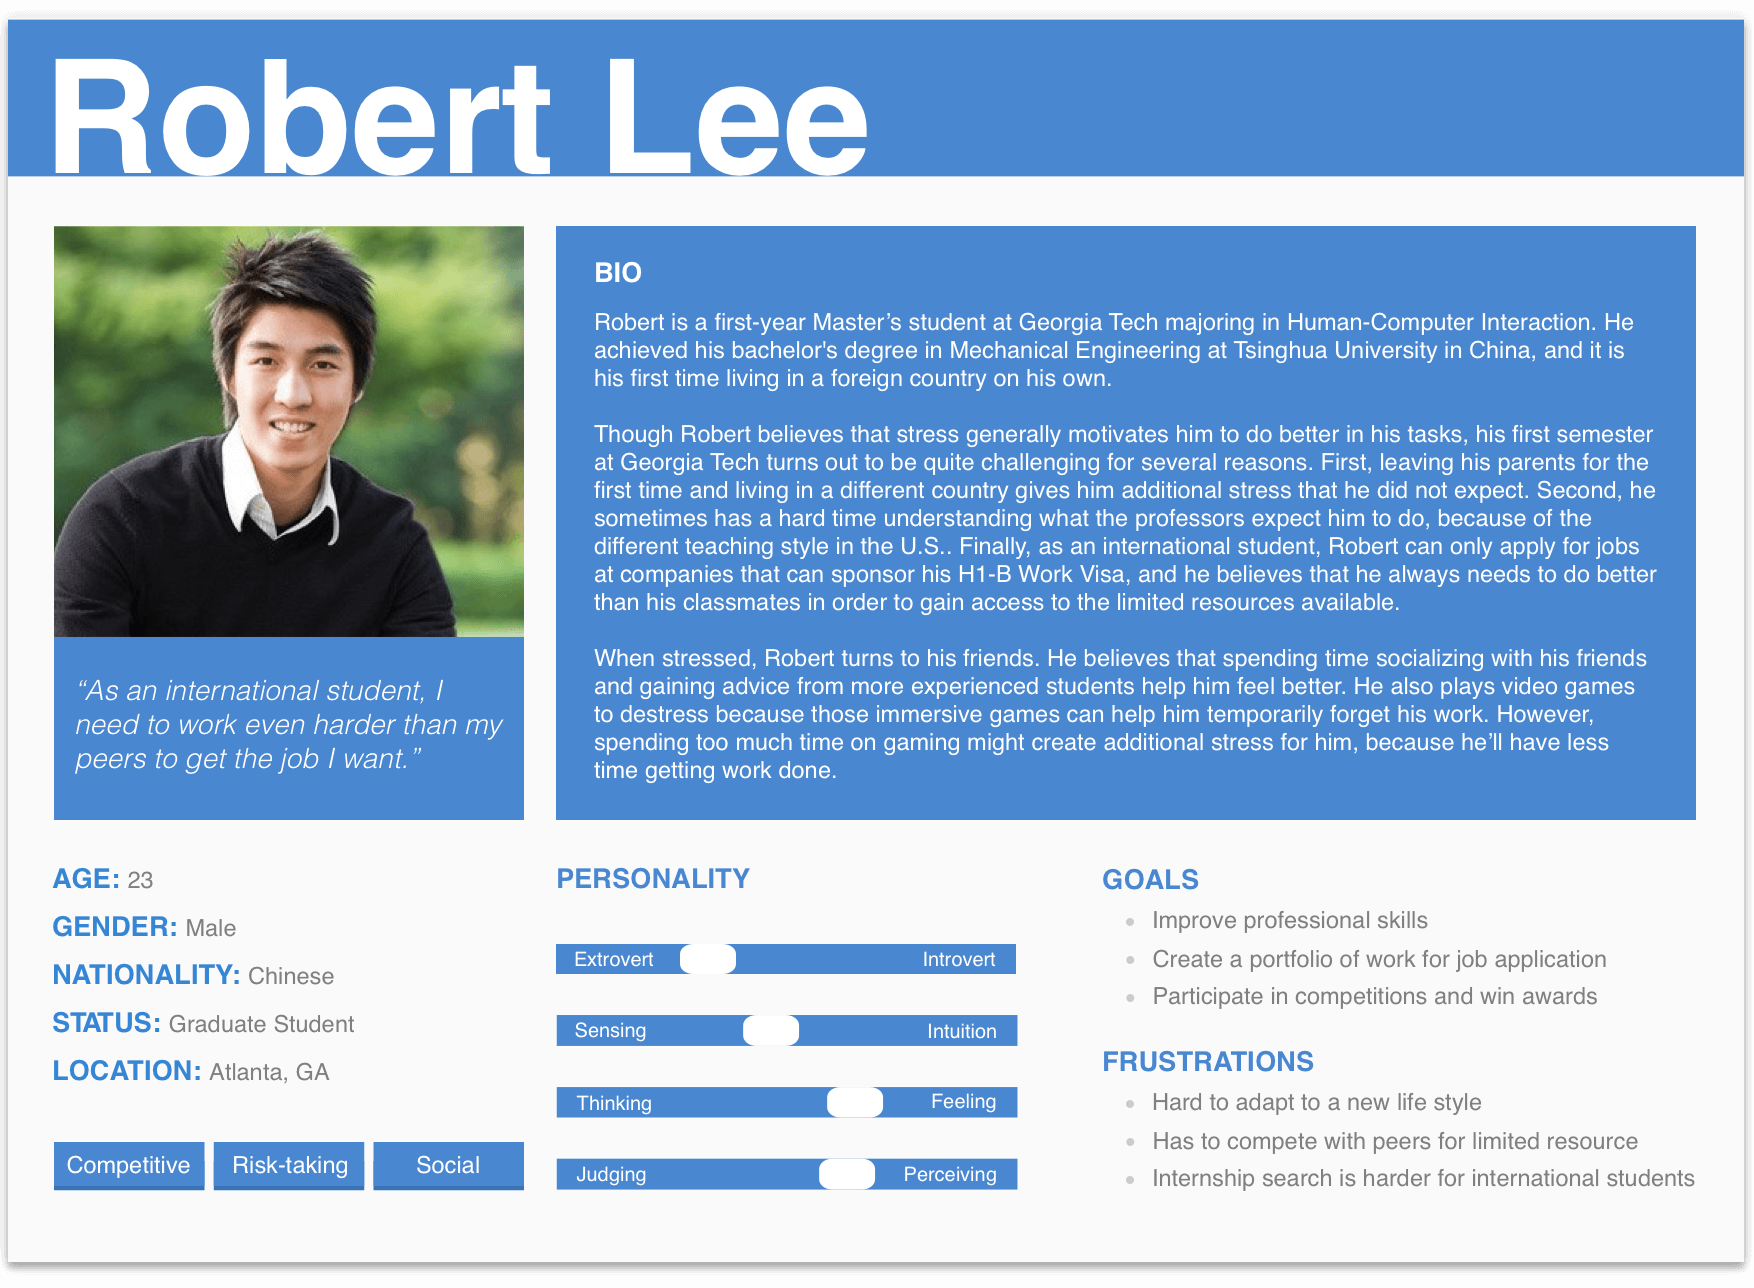 Robert Lee
BIO
Robert is a first-year Master’s student at Georgia Tech majoring in Human-Computer Interaction. He
achieved his bachelor's degree in Mechanical Engineering at Tsinghua University in China, and it is
his first time living in a foreign country on his own.
Though Robert believes that stress generally motivates him to do better in his tasks, his first semester
at Georgia Tech turns out to be quite challenging for several reasons. First, leaving his parents for the
first time and living in a different country gives him additional stress that he did not expect. Second, he
sometimes has a hard time understanding what the professors expect him to do, because of the
different teaching style in the U.S.. Finally, as an international student, Robert can only apply for jobs
at companies that can sponsor his H1-B Work Visa, and he believes that he always needs to do better
than his classmates in order to gain access to the limited resources available.
When stressed, Robert turns to his friends. He believes that spending time socializing with his friends
and gaining advice from more experienced students help him feel better. He also plays video games
to destress because those immersive games can help him temporarily forget his work. However,
spending too much time on gaming might create additional stress for him, because he’ll have less
time getting work done.
“As an international student, I
need to work even harder than my
peers to get the job I want.”
AGE: 23
GENDER: Male
NATIONALITY: Chinese
STATUS: Graduate Student
LOCATION: Atlanta, GA
Competitive Risk-taking Social
PERSONALITY
Extrovert Introvert
Sensing Intuition
Thinking Feeling
Judging Perceiving
GOALS
Improve professional skills
Create a portfolio of work for job application
Participate in competitions and win awards
FRUSTRATIONS
Hard to adapt to a new life style
Has to compete with peers for limited resource
Internship search is harder for international students